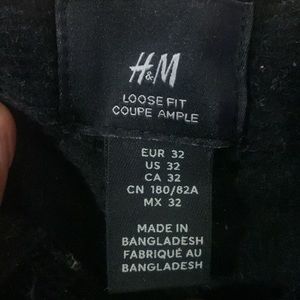 H&M
LOOSE FIT
COUPE AMPLE
EUR 32
US 32
CA 32
CN 180/82A
MX 32
MADE IN
BANGLADESH
FABRIQUÉ AU
BANGLADESH